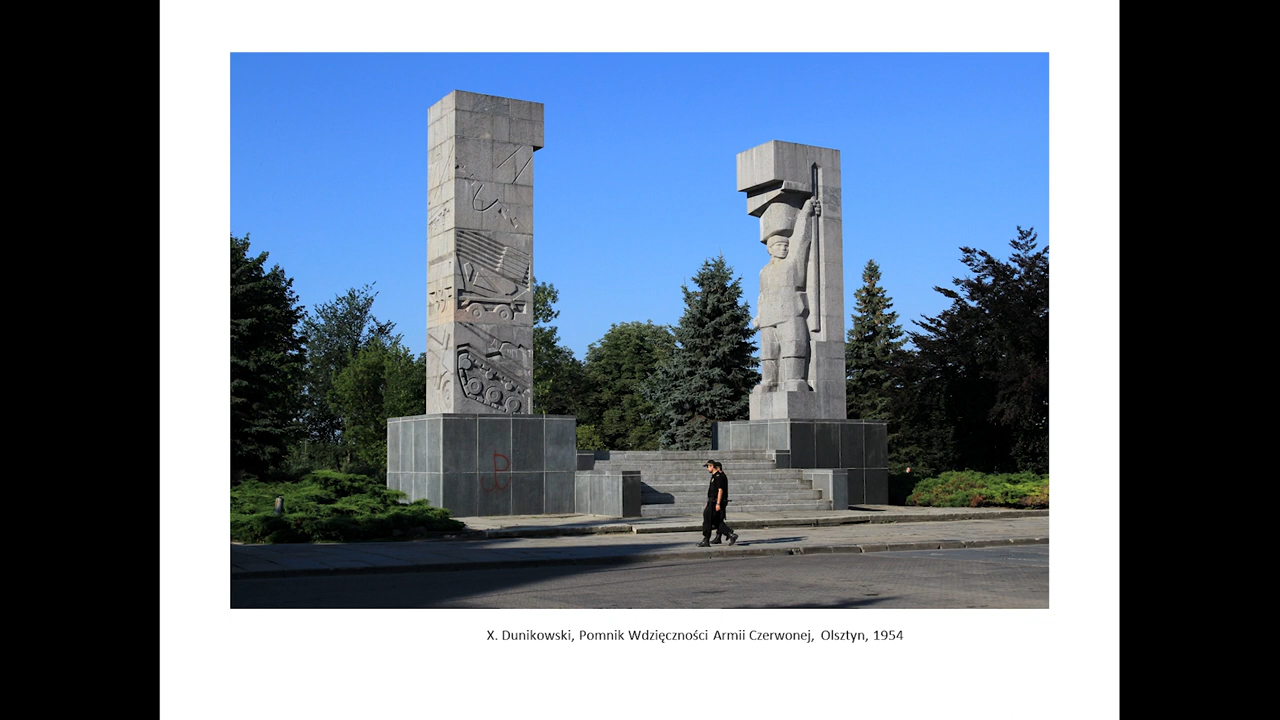 X. Dunikowski, Pomnik Wdzięczności Armii Czerwonej, Olsztyn, 1954